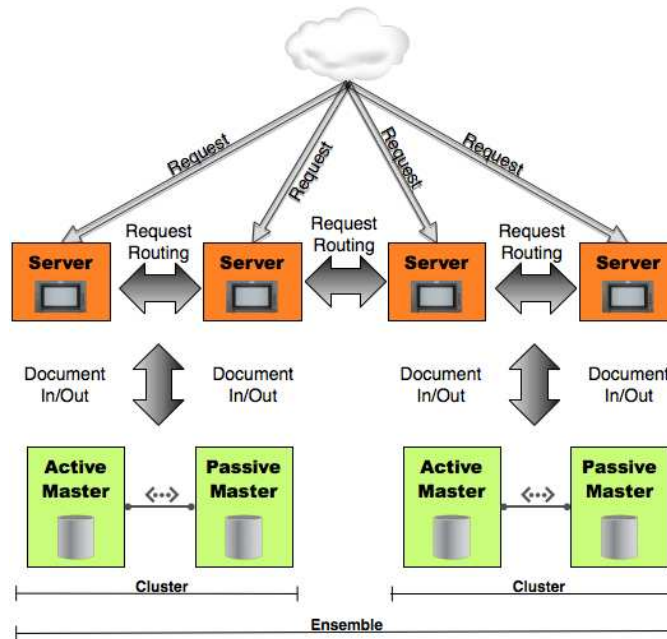 Request
Request
Request
Request
Request
Routing
Request
Routing
Request
Routing
Server
Server
Server
Server
Document
In/Out
Document
In/Out
Document
In/Out
Document
In/Out
Active
Master
Passive
Master
Active
Master
Passive
Master
Cluster
Cluster
Ensemble